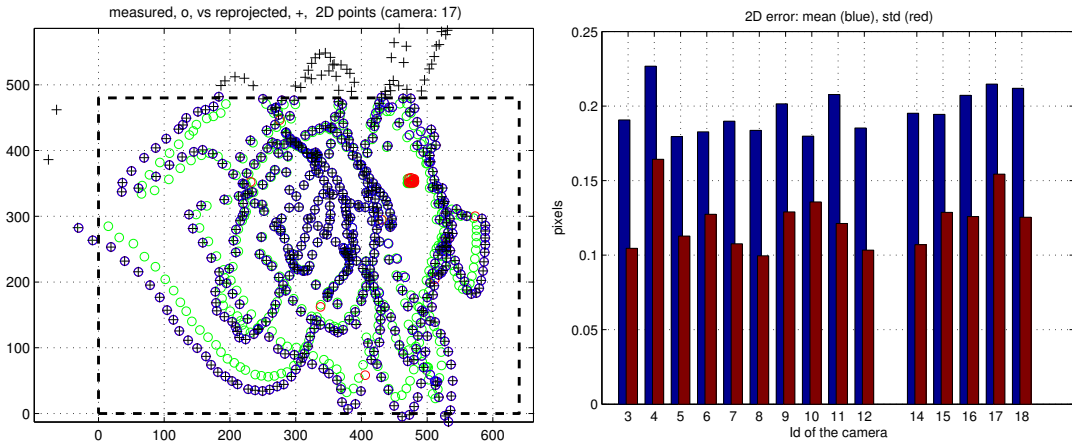 measured, o, vs reprojected, +, 2D points (camera: 17)
500
400
300
200
100
0
0 100 200 300 400 500 600
2D error: mean (blue), std (red)
0.25
0.2
0.15
0.1
0.05
0
pixels
3 4 5 6 7 8 9 10 11 12 14 15 16 17 18
Id of the camera